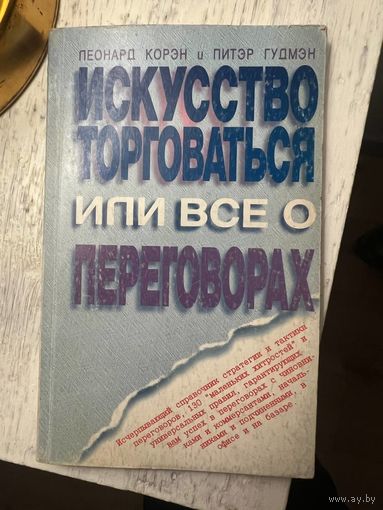 ЛЕОНАРД КОРЭН и ПИТЭР ГУДМЭН
ИСКУССТВО
ТОРГОВАТЬСЯ
ИЛИ ВСЕ О
ПЕРЕГОВОРАХ
Исчерпывающий справочник стратегии и тактики
переговоров, 130 "маленьких хитростей" и
универсальных правил, гарантирующих
вам успех в переговорах с чиновни-
ками и коммерсантами, началь-
никами и подчиненными, в
офисе и на базаре
www.ay.by